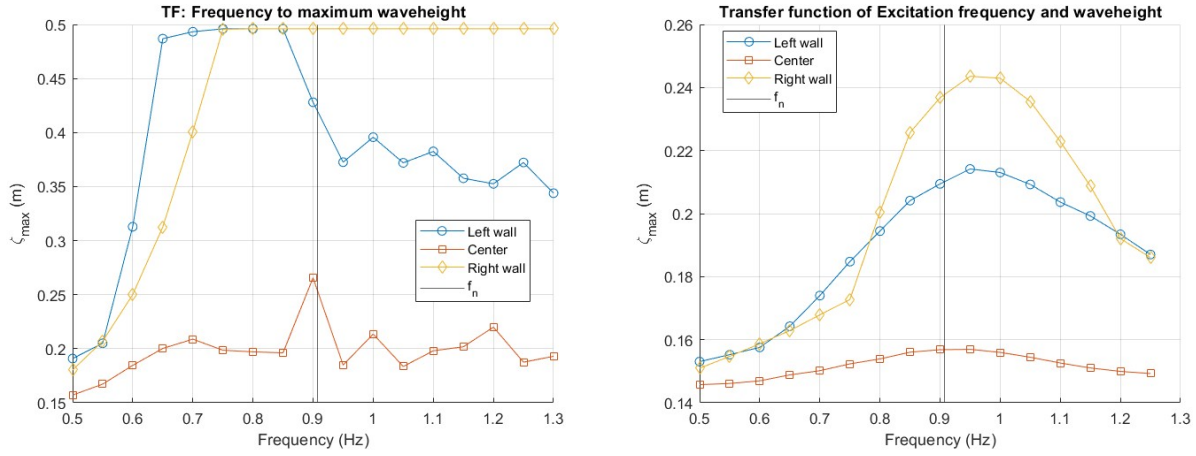 TF: Frequency to maximum waveheight
0.5
0.45
0.4
0.35
0.3
0.25
0.2
0.15
ζmax (m)
Left wall
Center
Right wall
fn
0.5 0.6 0.7 0.8 0.9 1 1.1 1.2 1.3
Frequency (Hz)
Transfer function of Excitation frequency and waveheight
0.26
0.24
0.22
0.2
0.18
0.16
0.14
ζmax (m)
Left wall
Center
Right wall
fn
0.5 0.6 0.7 0.8 0.9 1 1.1 1.2 1.3
Frequency (Hz)